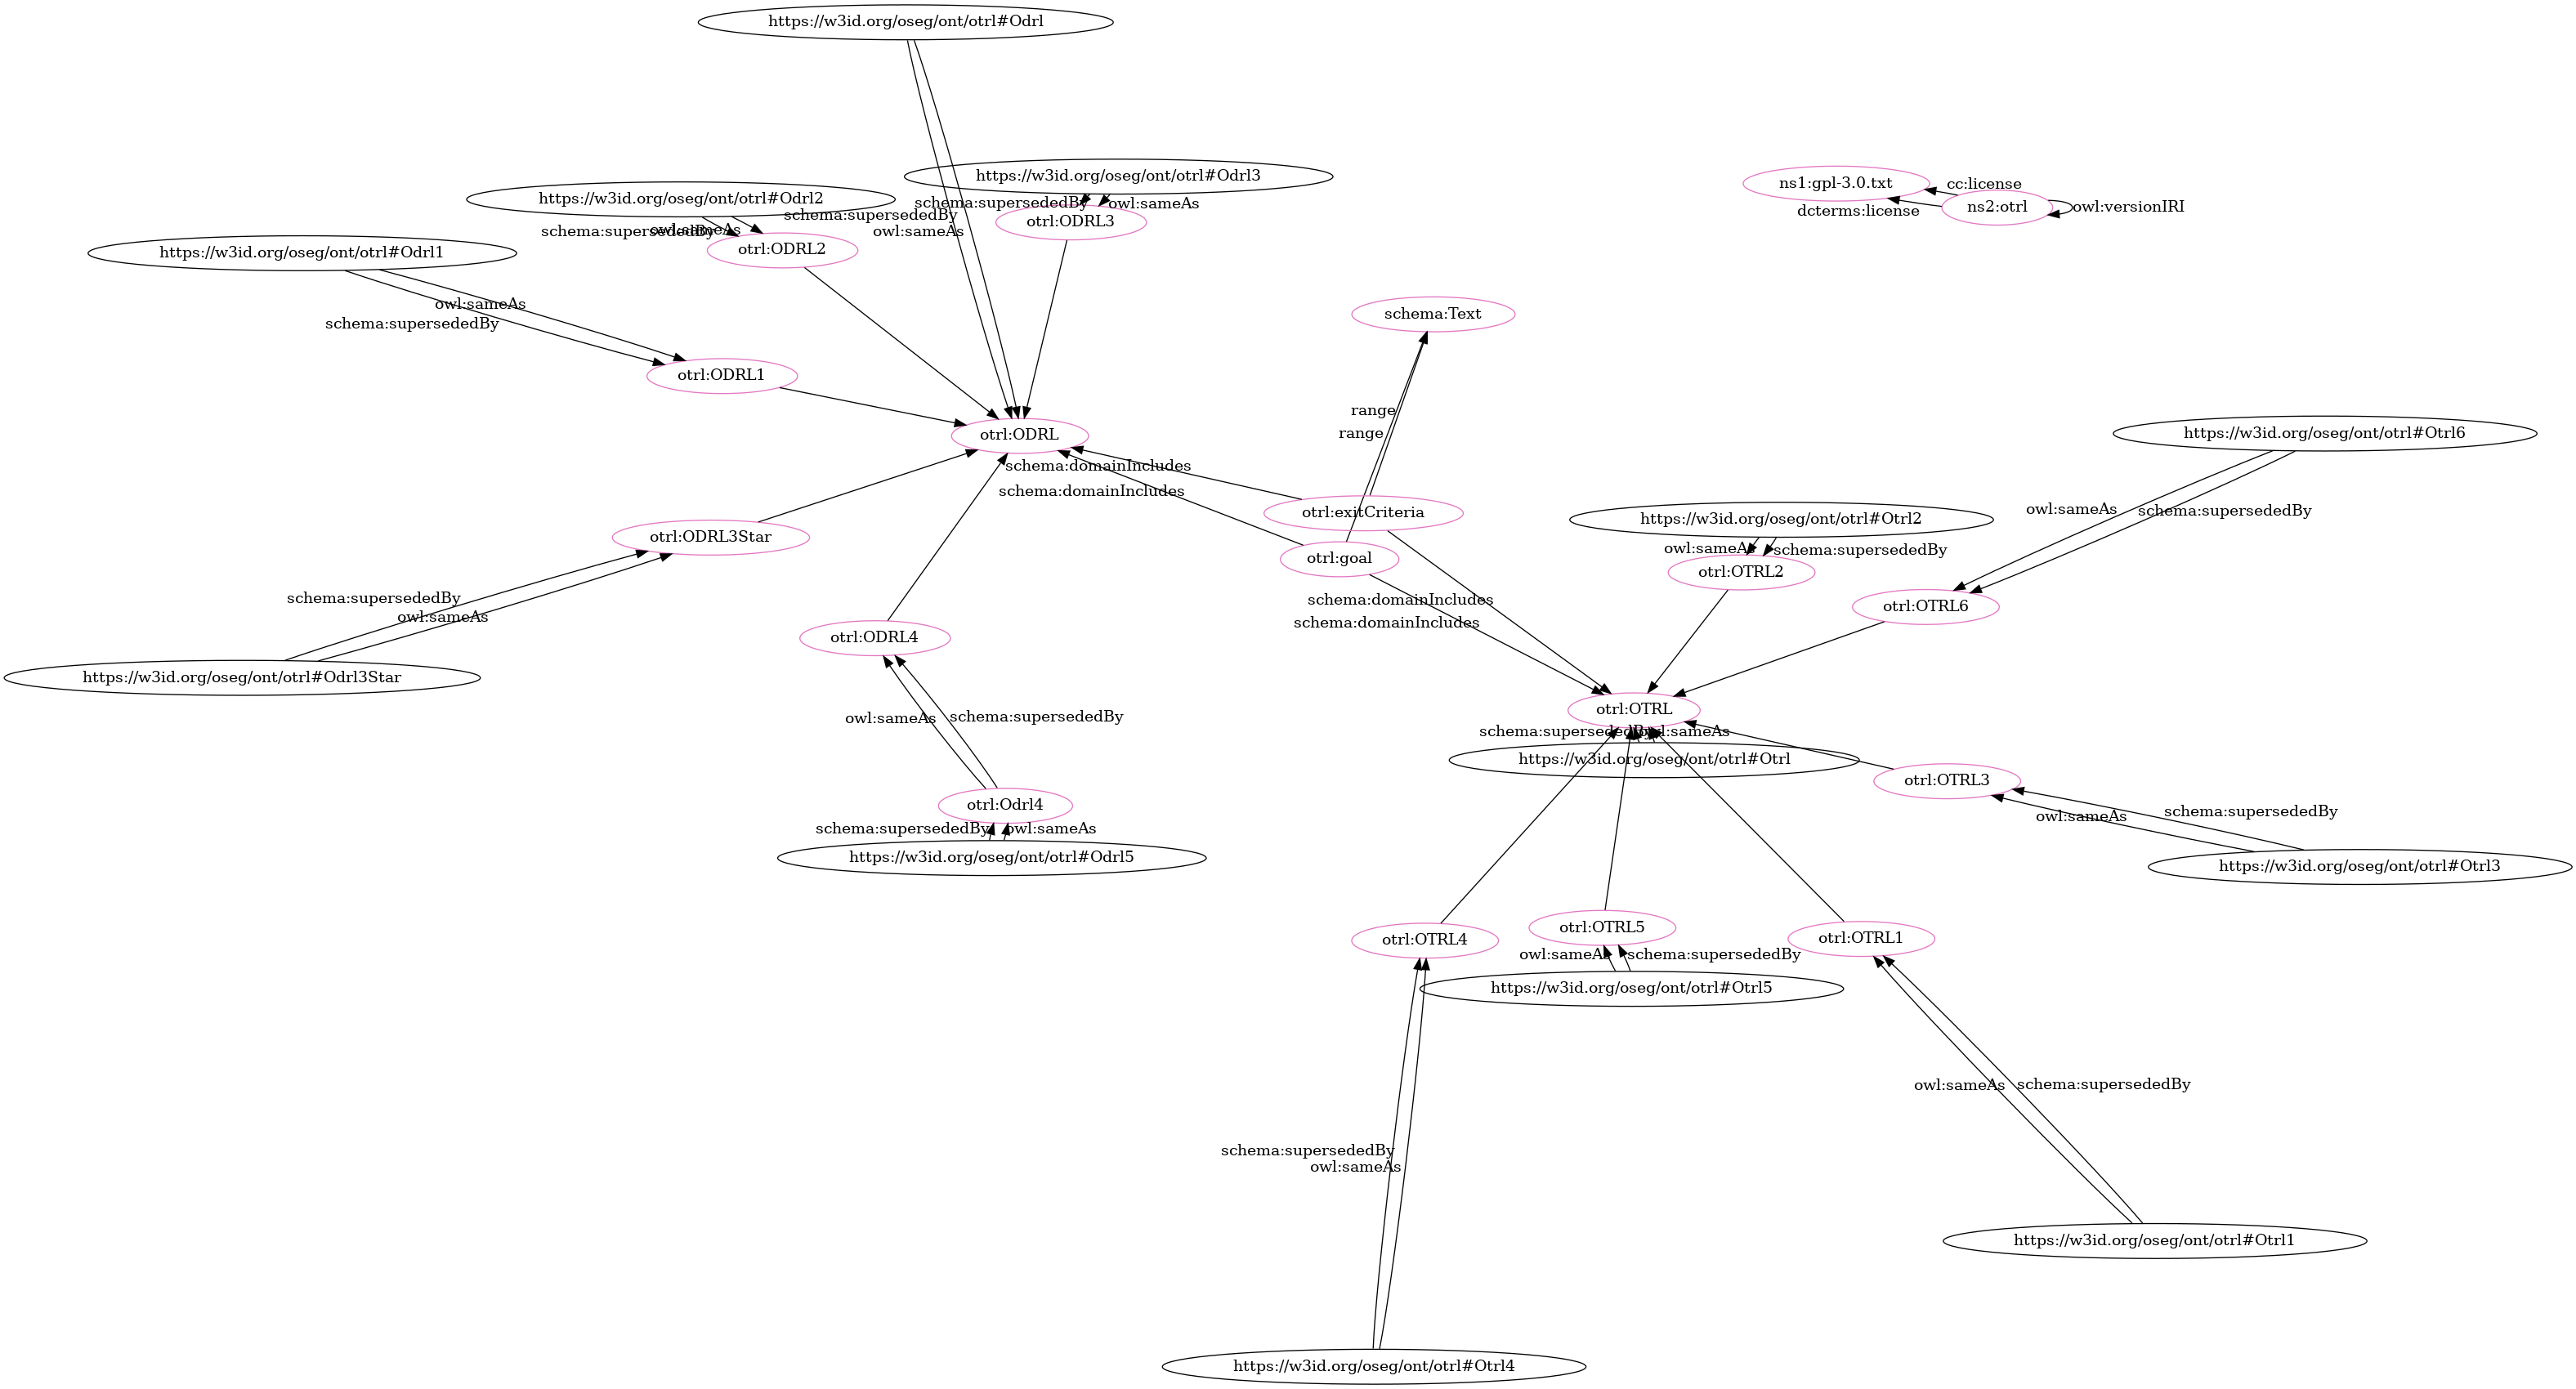 https://w3id.org/oseg/ont/otrl#Odrl
https://w3id.org/oseg/ont/otrl#Odrl3
ns1:gpl-3.0.txt
cc:license
https://w3id.org/oseg/ont/otrl#Odrl2
schema:supersededBy
owl:sameAs
ns2:otrl
owl:versionIRI
dcterms:license
schema:supersededBy
otrl:ODRL3
schema:supersededBy
owl:sameAs
owl:sameAs
otrl:ODRL2
https://w3id.org/oseg/ont/otrl#Odrl1
owl:sameAs
schema:Text
schema:supersededBy
otrl:ODRL1
range
range
otrl:ODRL
https://w3id.org/oseg/ont/otrl#Otrl6
schema:domainIncludes
schema:domainIncludes
otrl:exitCriteria
owl:sameAs
schema:supersededBy
https://w3id.org/oseg/ont/otrl#Otrl2
otrl:ODRL3Star
owl:sameAs
schema:supersededBy
otrl:goal
otrl:OTRL2
schema:supersededBy
schema:domainIncludes
otrl:OTRL6
owl:sameAs
schema:domainIncludes
otrl:ODRL4
https://w3id.org/oseg/ont/otrl#Odrl3Star
otrl:OTRL
owl:sameAs
schema:supersededBy
schema:supersededBy
owl:sameAs
https://w3id.org/oseg/ont/otrl#Otrl
otrl:OTRL3
otrl:Odrl4
owl:sameAs
schema:supersededBy
schema:supersededBy
owl:sameAs
https://w3id.org/oseg/ont/otrl#Odrl5
https://w3id.org/oseg/ont/otrl#Otrl3
otrl:OTRL4
otrl:OTRL5
otrl:OTRL1
owl:sameAs
schema:supersededBy
https://w3id.org/oseg/ont/otrl#Otrl5
owl:sameAs
schema:supersededBy
schema:supersededBy
owl:sameAs
https://w3id.org/oseg/ont/otrl#Otrl1
https://w3id.org/oseg/ont/otrl#Otrl4